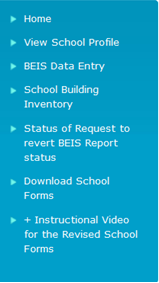 Home
View School Profile
BEIS Data Entry
School Building
Inventory
Status of Request to
revert BEIS Report
status
Download School
Forms
+ Instructional Video
for the Revised School
Forms